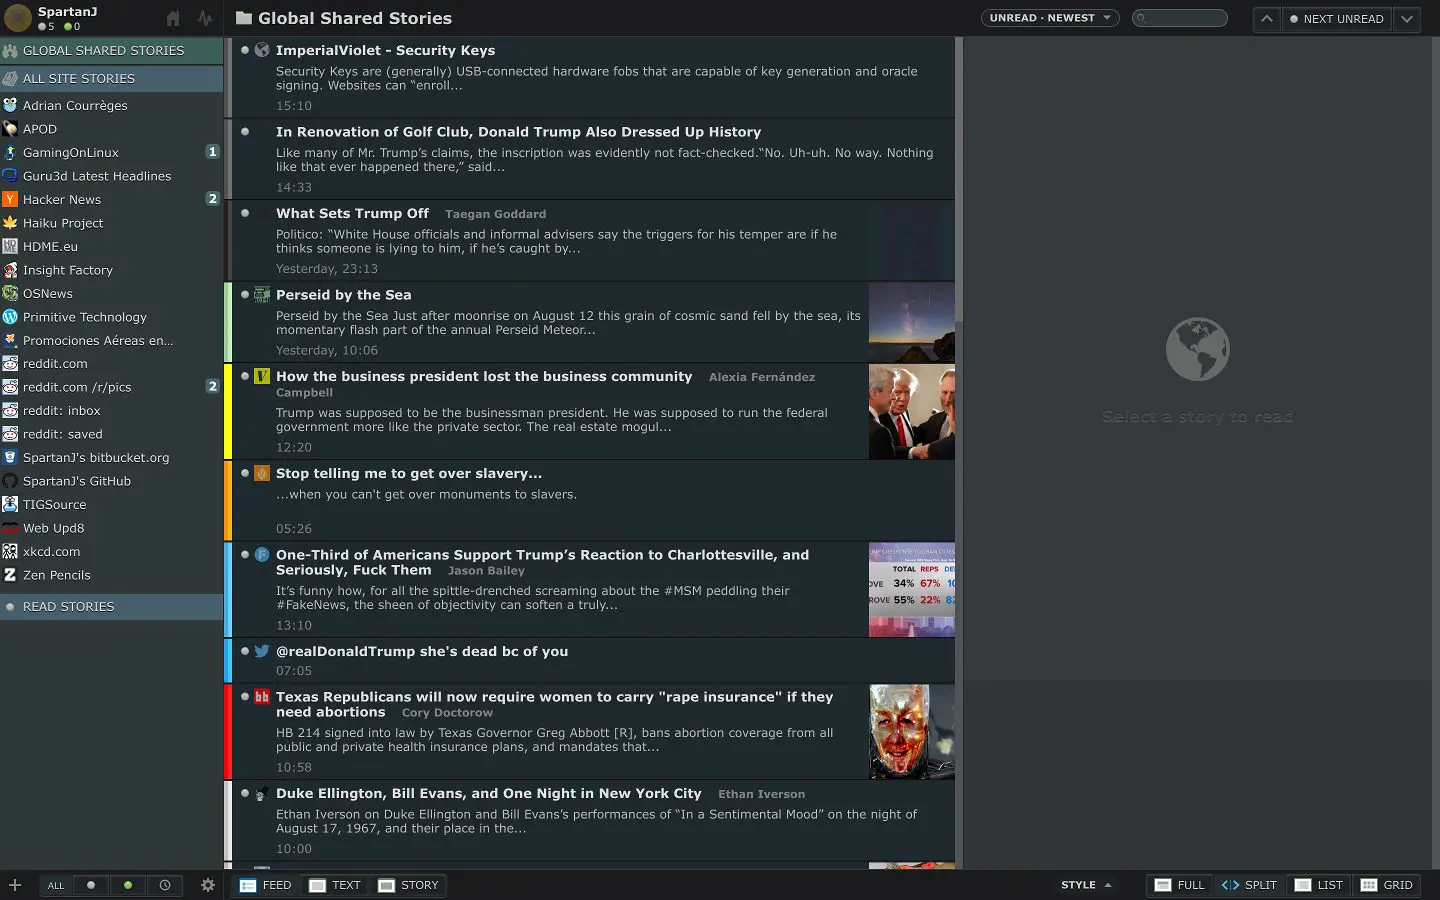 SpartanJ
5 0
GLOBAL SHARED STORIES
ALL SITE STORIES
Adrian Courrèges
APOD
GamingOnLinux 1
Guru3d Latest Headlines
Hacker News 2
Haiku Project
HDME.eu
Insight Factory
OSNews
Primitive Technology
Promociones Aéreas en...
reddit.com
reddit.com /r/pics 2
reddit: inbox
reddit: saved
SpartanJ's bitbucket.org
SpartanJ's GitHub
TIGSource
Web Upd8
xkcd.com
Zen Pencils
READ STORIES
ALL
Global Shared Stories
UNREAD · NEWEST
NEXT UNREAD
ImperialViolet - Security Keys
Security Keys are (generally) USB-connected hardware fobs that are capable of key generation and oracle
signing. Websites can “enroll...
15:10
In Renovation of Golf Club, Donald Trump Also Dressed Up History
Like many of Mr. Trump’s claims, the inscription was evidently not fact-checked.“No. Uh-uh. No way. Nothing
like that ever happened there,” said...
14:33
What Sets Trump Off Taegan Goddard
Politico: “White House officials and informal advisers say the triggers for his temper are if he
thinks someone is lying to him, if he’s caught by...
Yesterday, 23:13
Perseid by the Sea
Perseid by the Sea Just after moonrise on August 12 this grain of cosmic sand fell by the sea, its
momentary flash part of the annual Perseid Meteor...
Yesterday, 10:06
How the business president lost the business community Alexia Fernández
Campbell
Trump was supposed to be the businessman president. He was supposed to run the federal
government more like the private sector. The real estate mogul...
12:20
Stop telling me to get over slavery...
...when you can't get over monuments to slavers.
05:26
One-Third of Americans Support Trump’s Reaction to Charlottesville, and
Seriously, Fuck Them Jason Bailey
It’s funny how, for all the spittle-drenched screaming about the #MSM peddling their
#FakeNews, the sheen of objectivity can soften a truly...
13:10
UMP'S RESPONSE TO CHARLOTTES
TOTAL REPS DE
OVE 34% 67% 10
ROVE 55% 22% 82
@realDonaldTrump she's dead bc of you
07:05
Texas Republicans will now require women to carry "rape insurance" if they
need abortions Cory Doctorow
HB 214 signed into law by Texas Governor Greg Abbott [R], bans abortion coverage from all
public and private health insurance plans, and mandates that...
10:58
Duke Ellington, Bill Evans, and One Night in New York City Ethan Iverson
Ethan Iverson on Duke Ellington and Bill Evans’s performances of “In a Sentimental Mood” on the night of
August 17, 1967, and their place in the...
10:00
Select a story to read
FEED TEXT STORY
STYLE
FULL SPLIT LIST GRID